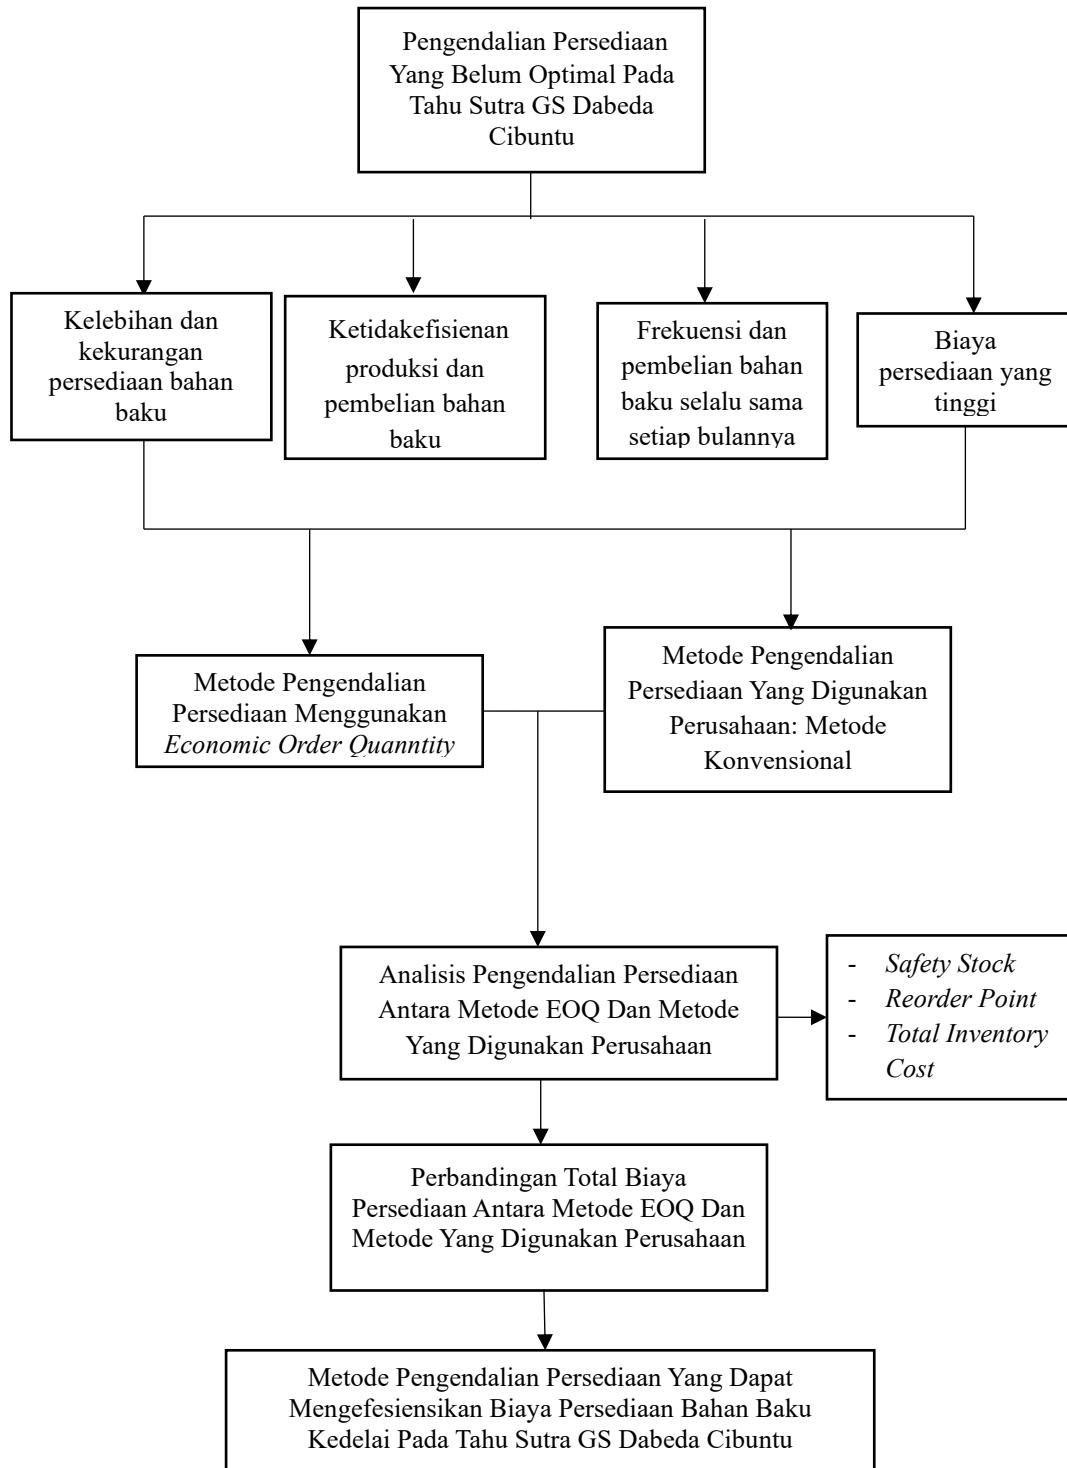 Pengendalian Persediaan
Yang Belum Optimal Pada
Tahu Sutra GS Dabeda
Cibuntu
Kelebihan dan
kekurangan
persediaan bahan
baku
Ketidakefisienan
produksi dan
pembelian bahan
baku
Frekuensi dan
pembelian bahan
baku selalu sama
setiap bulannya
Biaya
persediaan yang
tinggi
Metode Pengendalian
Persediaan Menggunakan
Economic Order Quanntity
Metode Pengendalian
Persediaan Yang Digunakan
Perusahaan: Metode
Konvensional
Analisis Pengendalian Persediaan
Antara Metode EOQ Dan Metode
Yang Digunakan Perusahaan
- Safety Stock
- Reorder Point
- Total Inventory
Cost
Perbandingan Total Biaya
Persediaan Antara Metode EOQ Dan
Metode Yang Digunakan Perusahaan
Metode Pengendalian Persediaan Yang Dapat
Mengefesiensikan Biaya Persediaan Bahan Baku
Kedelai Pada Tahu Sutra GS Dabeda Cibuntu